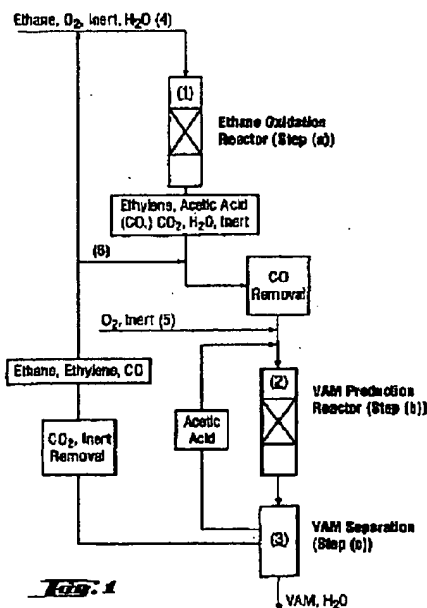 Ethane, O₂, Inert, H₂O (4)
(1)
Ethane Oxidation
Reactor (Step (a))
Ethylene, Acetic Acid
(CO,) CO₂, H₂O, Inert
(6)
CO
Removal
O₂, Inert (5)
Ethane, Ethylene, CO
(2)
VAM Production
Reactor (Step (b))
Acetic
Acid
CO₂, Inert
Removal
(3)
VAM Separation
(Step (c))
Fig. 1
VAM, H₂O